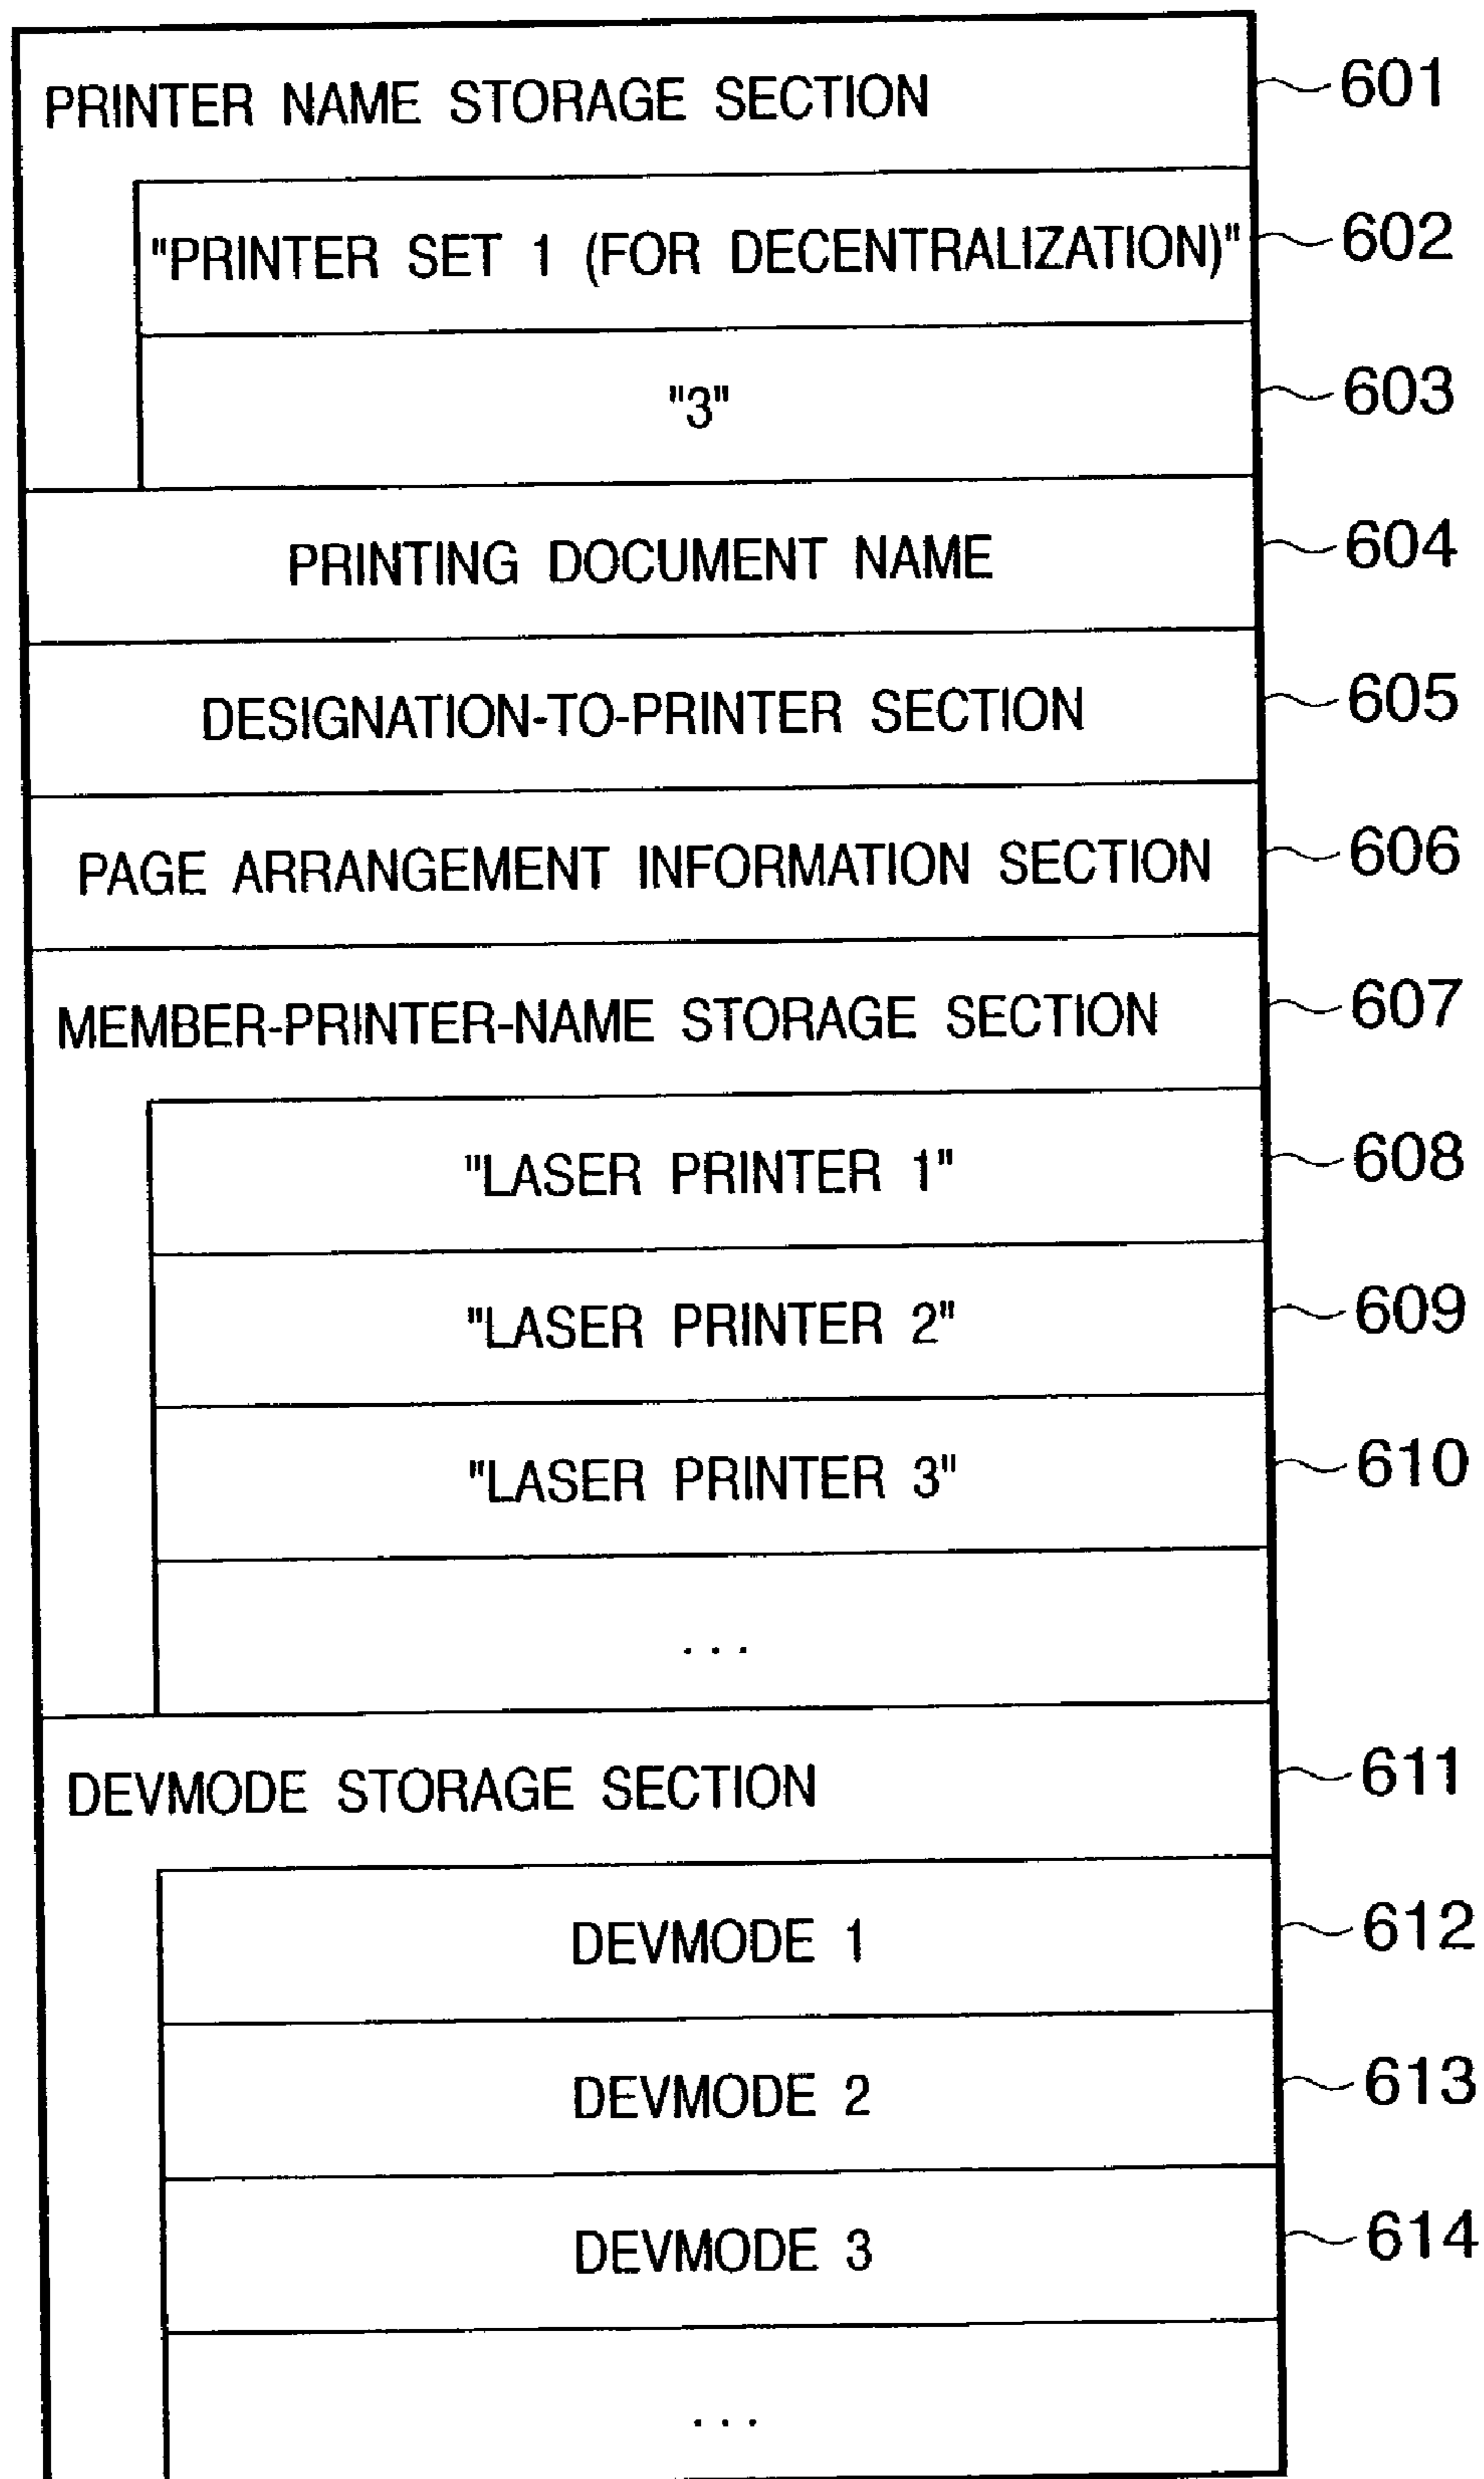 PRINTER NAME STORAGE SECTION 601
"PRINTER SET 1 (FOR DECENTRALIZATION)" 602
"3" 603
PRINTING DOCUMENT NAME 604
DESIGNATION-TO-PRINTER SECTION 605
PAGE ARRANGEMENT INFORMATION SECTION 606
MEMBER-PRINTER-NAME STORAGE SECTION 607
"LASER PRINTER 1" 608
"LASER PRINTER 2" 609
"LASER PRINTER 3" 610
...
DEVMODE STORAGE SECTION 611
DEVMODE 1 612
DEVMODE 2 613
DEVMODE 3 614
...